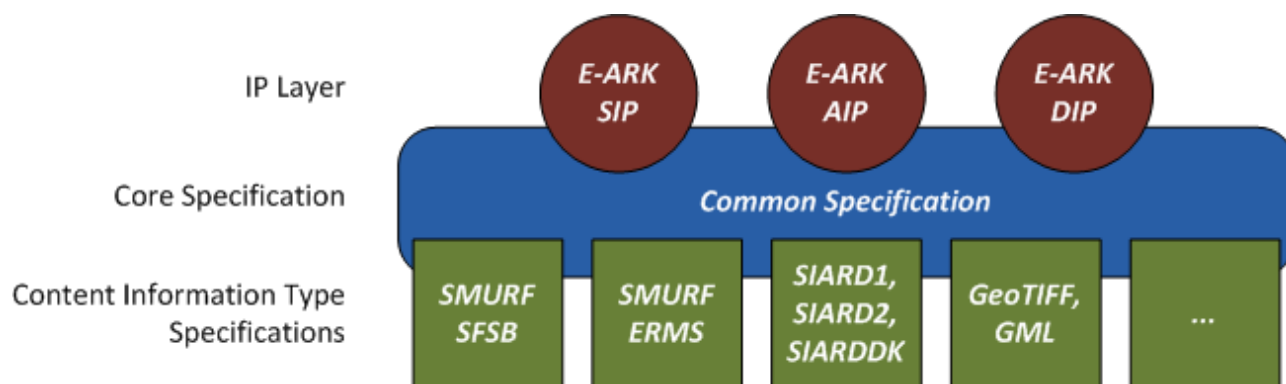 IP Layer
E-ARK
SIP
E-ARK
AIP
E-ARK
DIP
Core Specification
Common Specification
Content Information Type
Specifications
SMURF
SFSB
SMURF
ERMS
SIARD1,
SIARD2,
SIARDDK
GeoTIFF,
GML
...